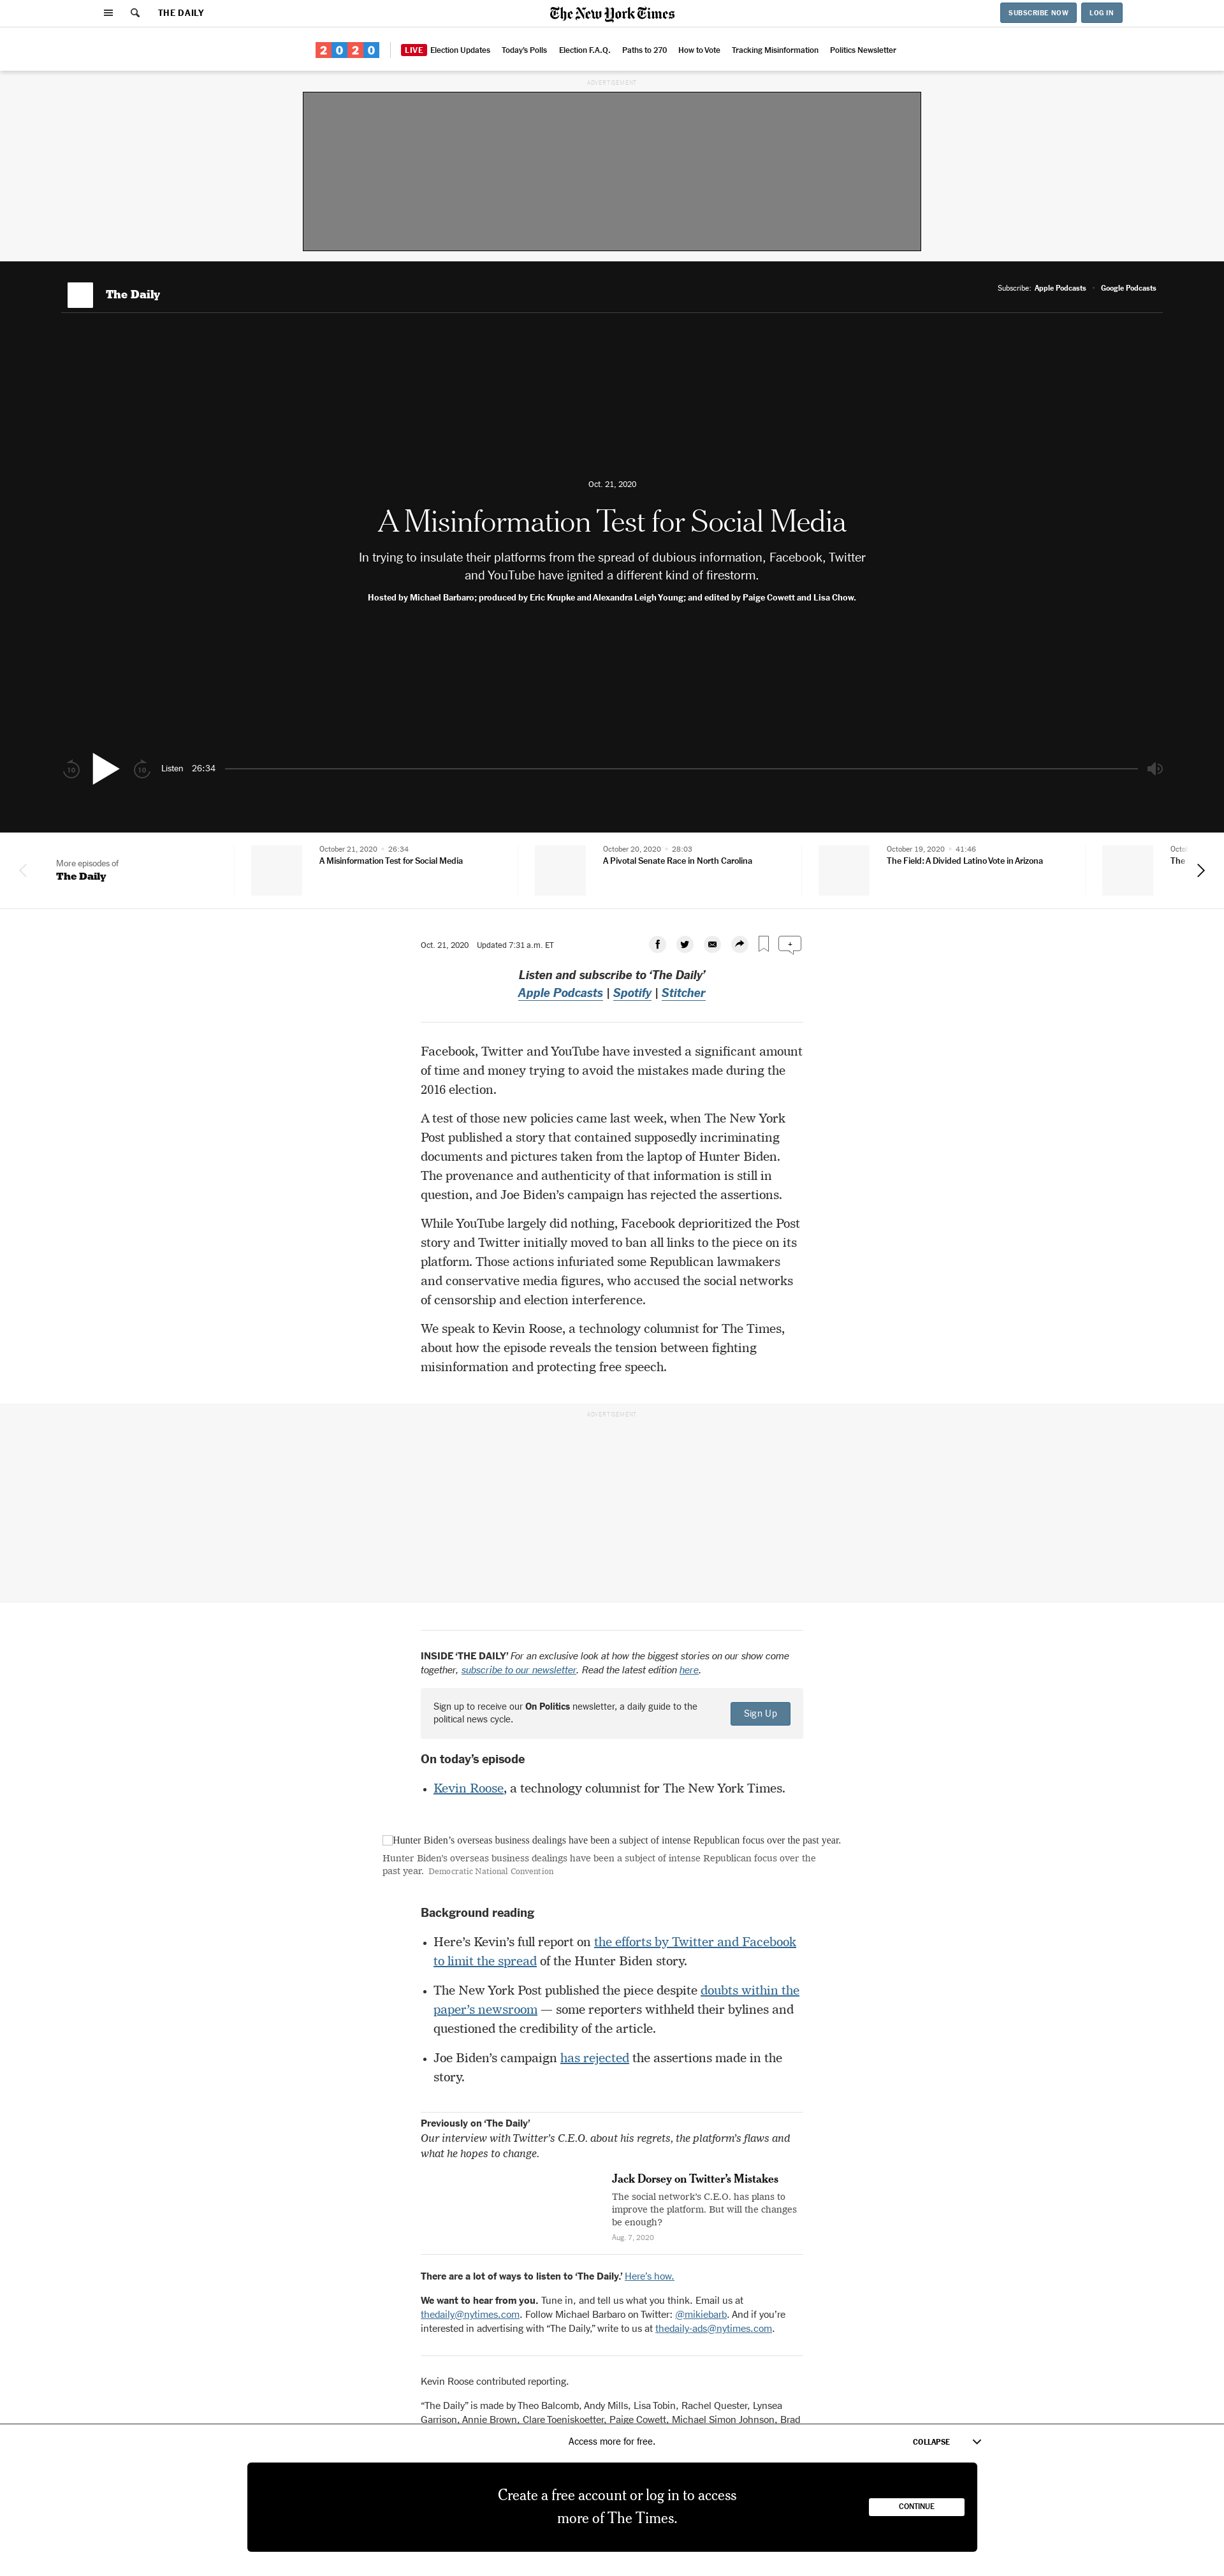 THE DAILY
The New York Times
SUBSCRIBE NOW
LOG IN
2020
LIVE Election Updates Today's Polls Election F.A.Q. Paths to 270 How to Vote Tracking Misinformation Politics Newsletter
ADVERTISEMENT
The Daily
Subscribe: Apple Podcasts • Google Podcasts
Oct. 21, 2020
A Misinformation Test for Social Media
In trying to insulate their platforms from the spread of dubious information, Facebook, Twitter
and YouTube have ignited a different kind of firestorm.
Hosted by Michael Barbaro; produced by Eric Krupke and Alexandra Leigh Young; and edited by Paige Cowett and Lisa Chow.
10
10
Listen 26:34
More episodes of
The Daily
October 21, 2020 • 26:34
A Misinformation Test for Social Media
October 20, 2020 • 28:03
A Pivotal Senate Race in North Carolina
October 19, 2020 • 41:46
The Field: A Divided Latino Vote in Arizona
Octo
The
Oct. 21, 2020 Updated 7:31 a.m. ET
+
Listen and subscribe to ‘The Daily’
Apple Podcasts | Spotify | Stitcher
Facebook, Twitter and YouTube have invested a significant amount
of time and money trying to avoid the mistakes made during the
2016 election.
A test of those new policies came last week, when The New York
Post published a story that contained supposedly incriminating
documents and pictures taken from the laptop of Hunter Biden.
The provenance and authenticity of that information is still in
question, and Joe Biden’s campaign has rejected the assertions.
While YouTube largely did nothing, Facebook deprioritized the Post
story and Twitter initially moved to ban all links to the piece on its
platform. Those actions infuriated some Republican lawmakers
and conservative media figures, who accused the social networks
of censorship and election interference.
We speak to Kevin Roose, a technology columnist for The Times,
about how the episode reveals the tension between fighting
misinformation and protecting free speech.
ADVERTISEMENT
INSIDE ‘THE DAILY’ For an exclusive look at how the biggest stories on our show come
together, subscribe to our newsletter. Read the latest edition here.
Sign up to receive our On Politics newsletter, a daily guide to the
political news cycle.
Sign Up
On today’s episode
• Kevin Roose, a technology columnist for The New York Times.
Hunter Biden’s overseas business dealings have been a subject of intense Republican focus over the past year.
Hunter Biden’s overseas business dealings have been a subject of intense Republican focus over the
past year. Democratic National Convention
Background reading
• Here’s Kevin’s full report on the efforts by Twitter and Facebook
to limit the spread of the Hunter Biden story.
• The New York Post published the piece despite doubts within the
paper’s newsroom — some reporters withheld their bylines and
questioned the credibility of the article.
• Joe Biden’s campaign has rejected the assertions made in the
story.
Previously on ‘The Daily’
Our interview with Twitter’s C.E.O. about his regrets, the platform’s flaws and
what he hopes to change.
Jack Dorsey on Twitter’s Mistakes
The social network’s C.E.O. has plans to
improve the platform. But will the changes
be enough?
Aug. 7, 2020
There are a lot of ways to listen to ‘The Daily.’ Here’s how.
We want to hear from you. Tune in, and tell us what you think. Email us at
thedaily@nytimes.com. Follow Michael Barbaro on Twitter: @mikiebarb. And if you’re
interested in advertising with “The Daily,” write to us at thedaily-ads@nytimes.com.
Kevin Roose contributed reporting.
“The Daily” is made by Theo Balcomb, Andy Mills, Lisa Tobin, Rachel Quester, Lynsea
Garrison, Annie Brown, Clare Toeniskoetter, Paige Cowett, Michael Simon Johnson, Brad
Access more for free.
COLLAPSE
Create a free account or log in to access
more of The Times.
CONTINUE